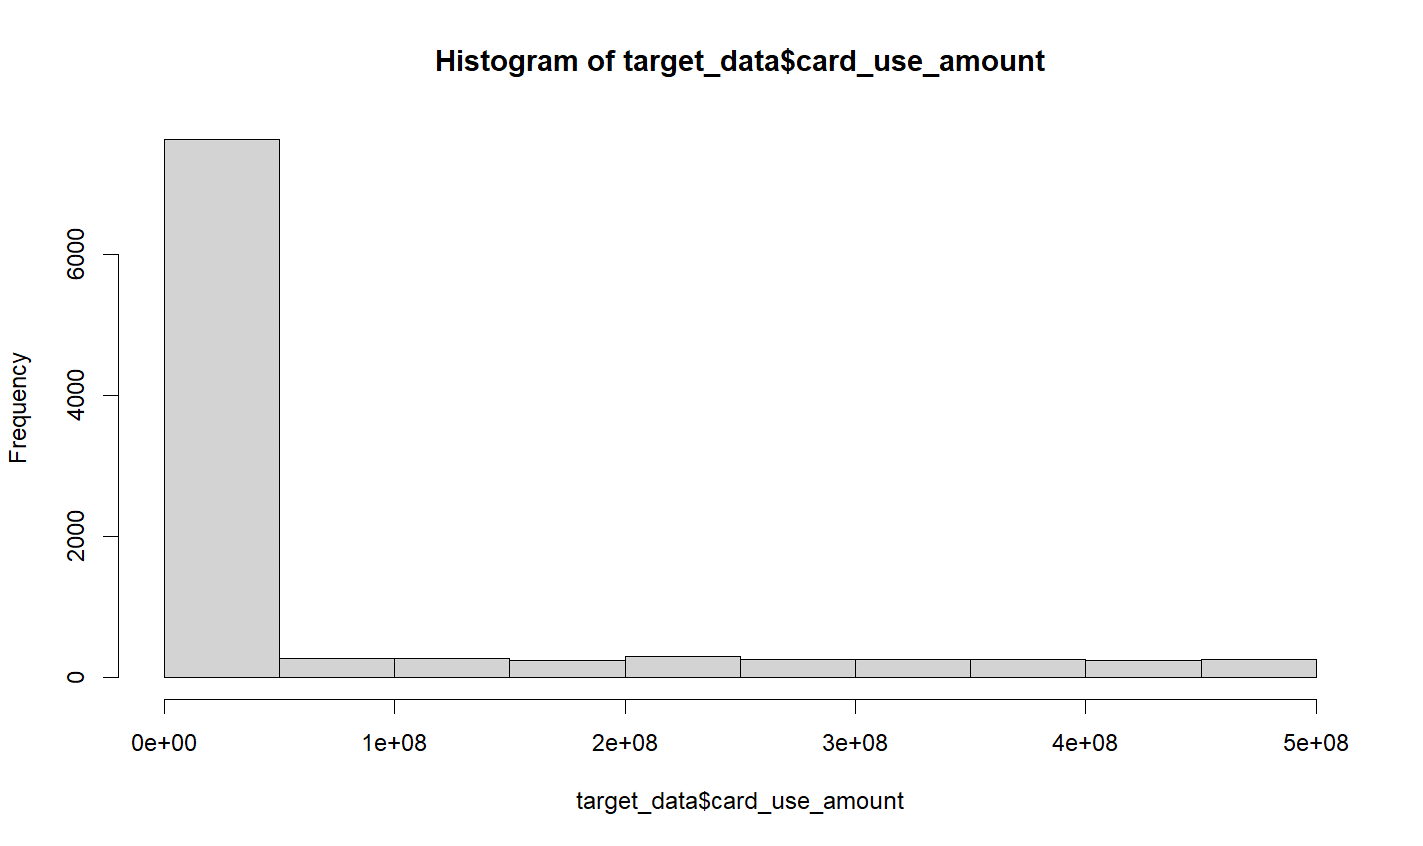 Histogram of target_data$card_use_amount
Frequency
6000
4000
2000
0
0e+00 1e+08 2e+08 3e+08 4e+08 5e+08
target_data$card_use_amount